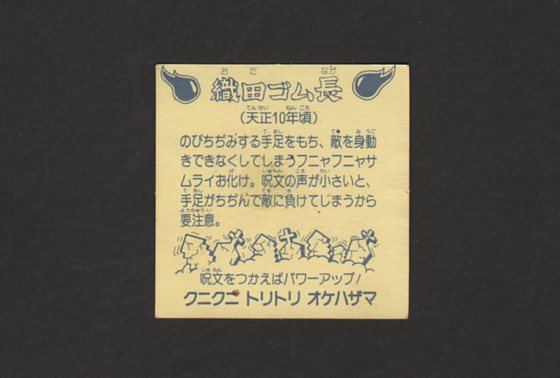 織田ゴム長
(天正10年頃)
のびちぢみする手足をもち、敵を身動
きできなくしてしまうフニャフニャサ
ムライお化け。呪文の声が小さいと、
手足がちぢんで敵に負けてしまうから
要注意。
呪文をつかえばパワーアップ!
クニクニ トリトリ オケハザマ